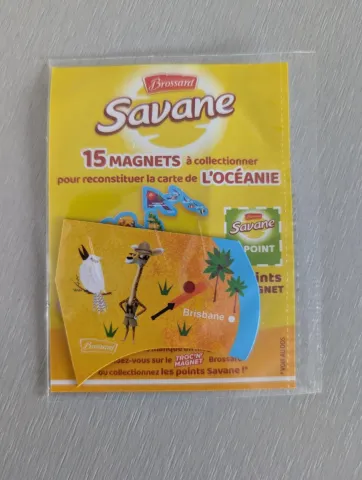 Brossard
Savane
15 MAGNETS à collectionner
pour reconstituer la carte de L'OCÉANIE
Savane
POINT
Brisbane
Brossard
TROC'N'
MAGNET
Brossard
ou collectionnez les points Savane !*